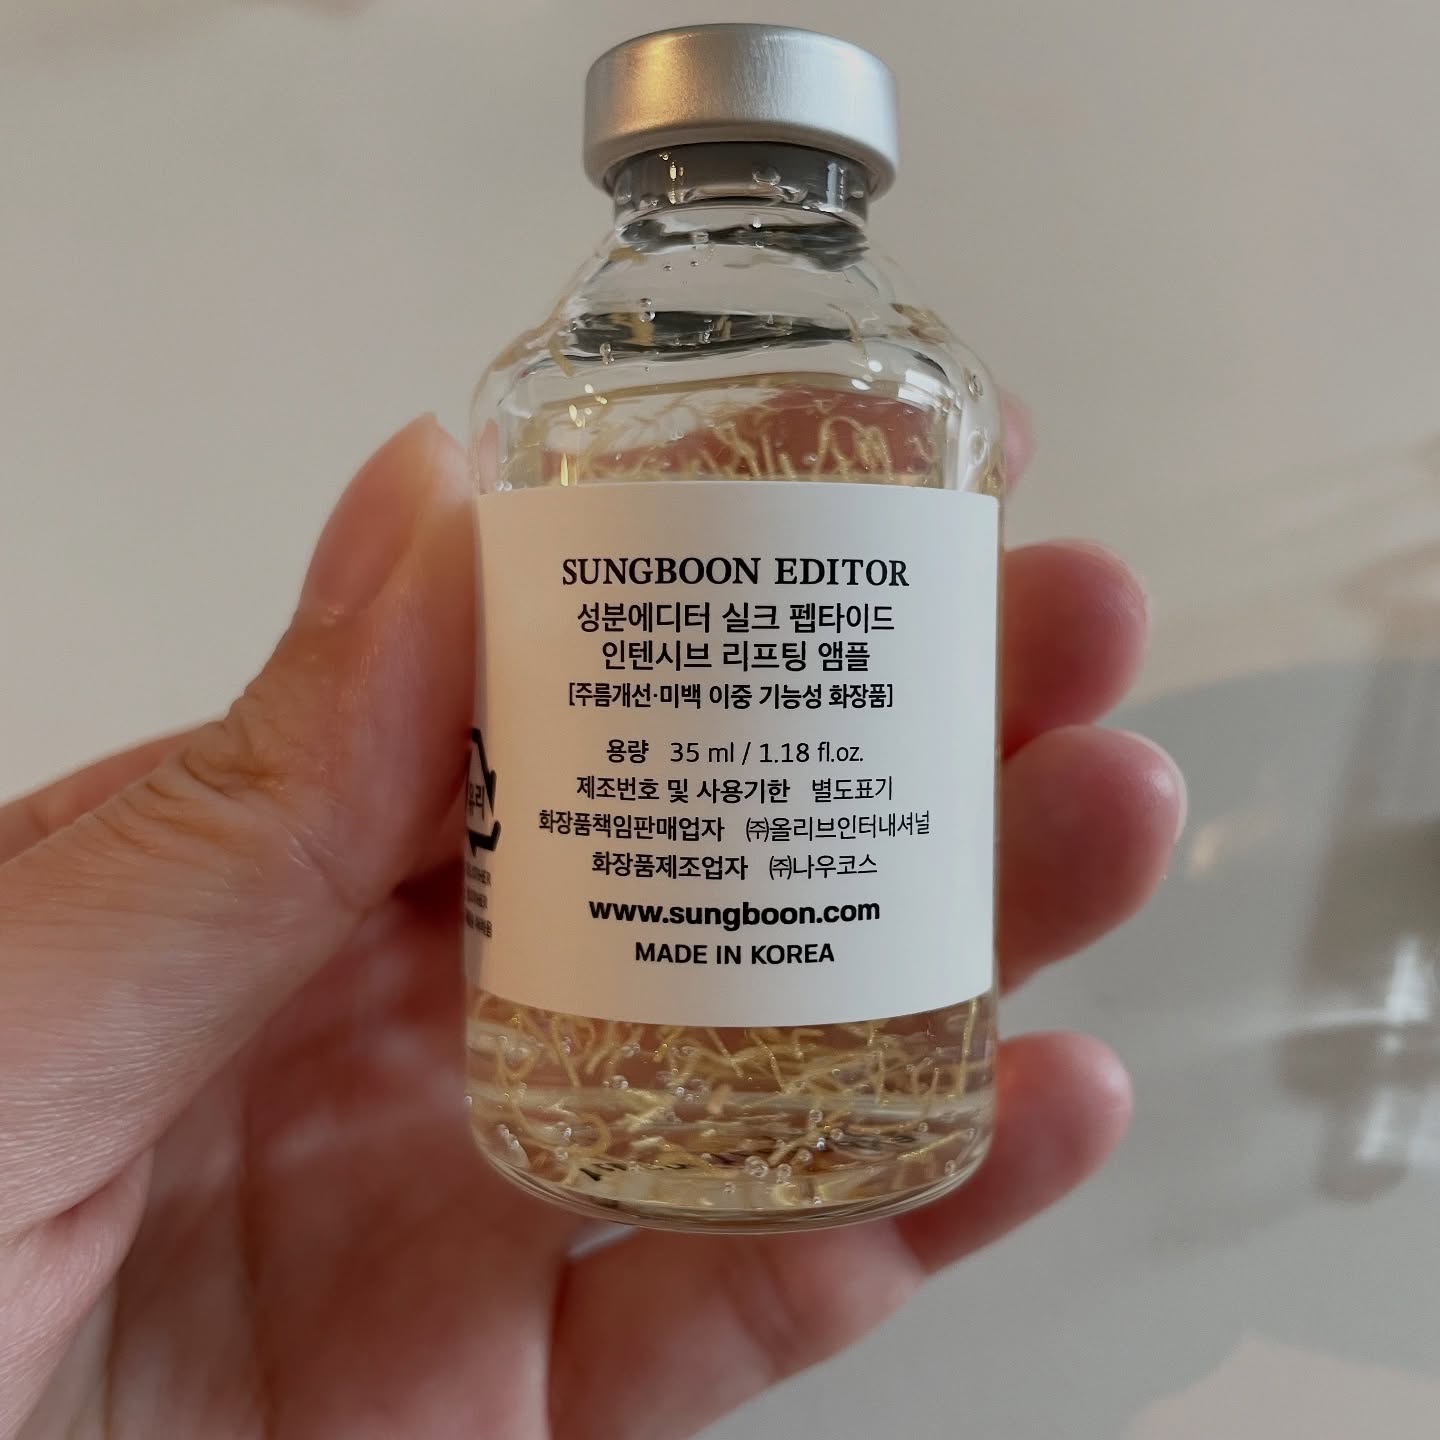 SUNGBOON EDITOR
성분에디터 실크 펩타이드
인텐시브 리프팅 앰플
[주름개선·미백 이중 기능성 화장품]
용량 35 ml / 1.18 fl.oz.
제조번호 및 사용기한 별도표기
화장품책임판매업자 ㈜올리브인터내셔널
화장품제조업자 ㈜나우코스
www.sungboon.com
MADE IN KOREA